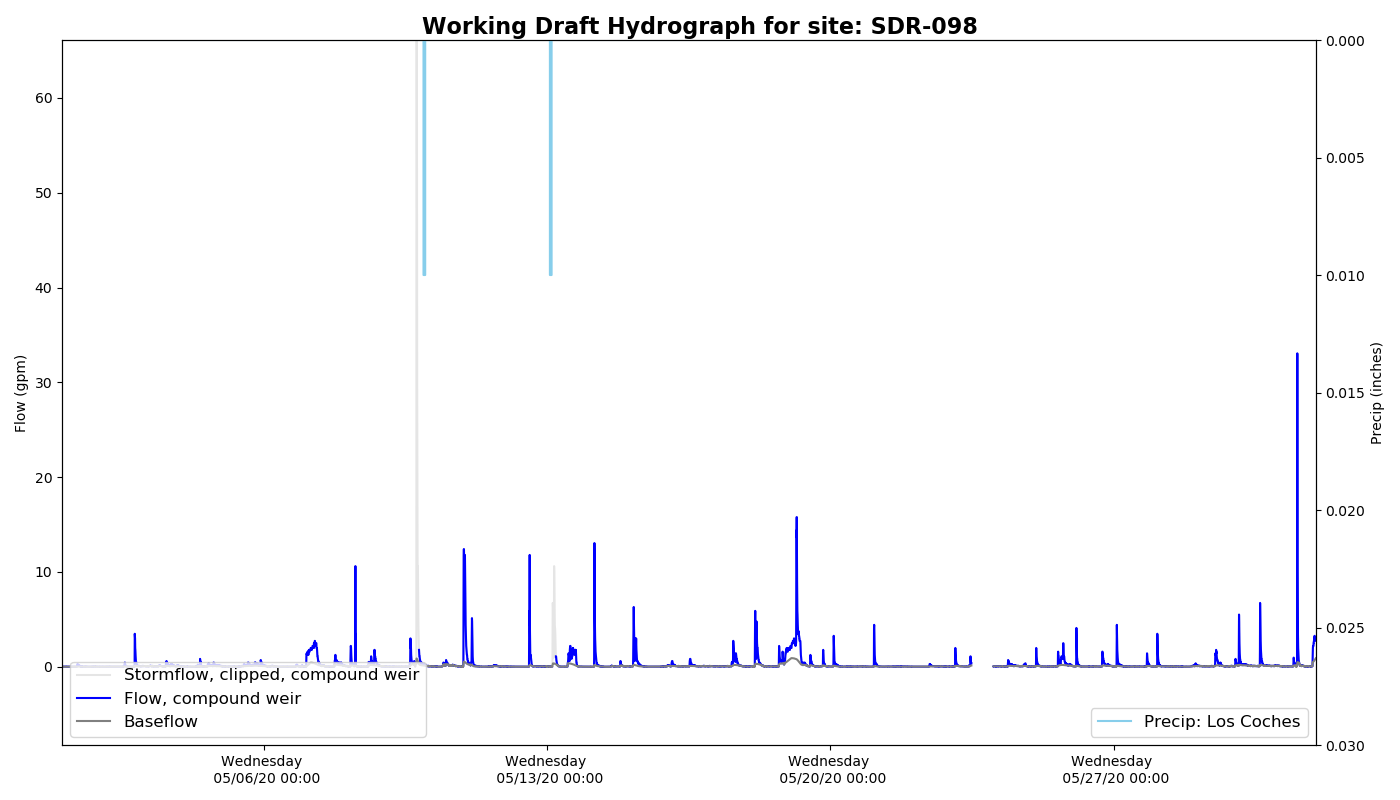 Working Draft Hydrograph for site: SDR-098
60
50
40
30
20
10
0
Flow (gpm)
0.000
0.005
0.010
0.015
0.020
0.025
0.030
Precip (inches)
Stormflow, clipped, compound weir
Flow, compound weir
Baseflow
Precip: Los Coches
Wednesday
05/06/20 00:00
Wednesday
05/13/20 00:00
Wednesday
05/20/20 00:00
Wednesday
05/27/20 00:00